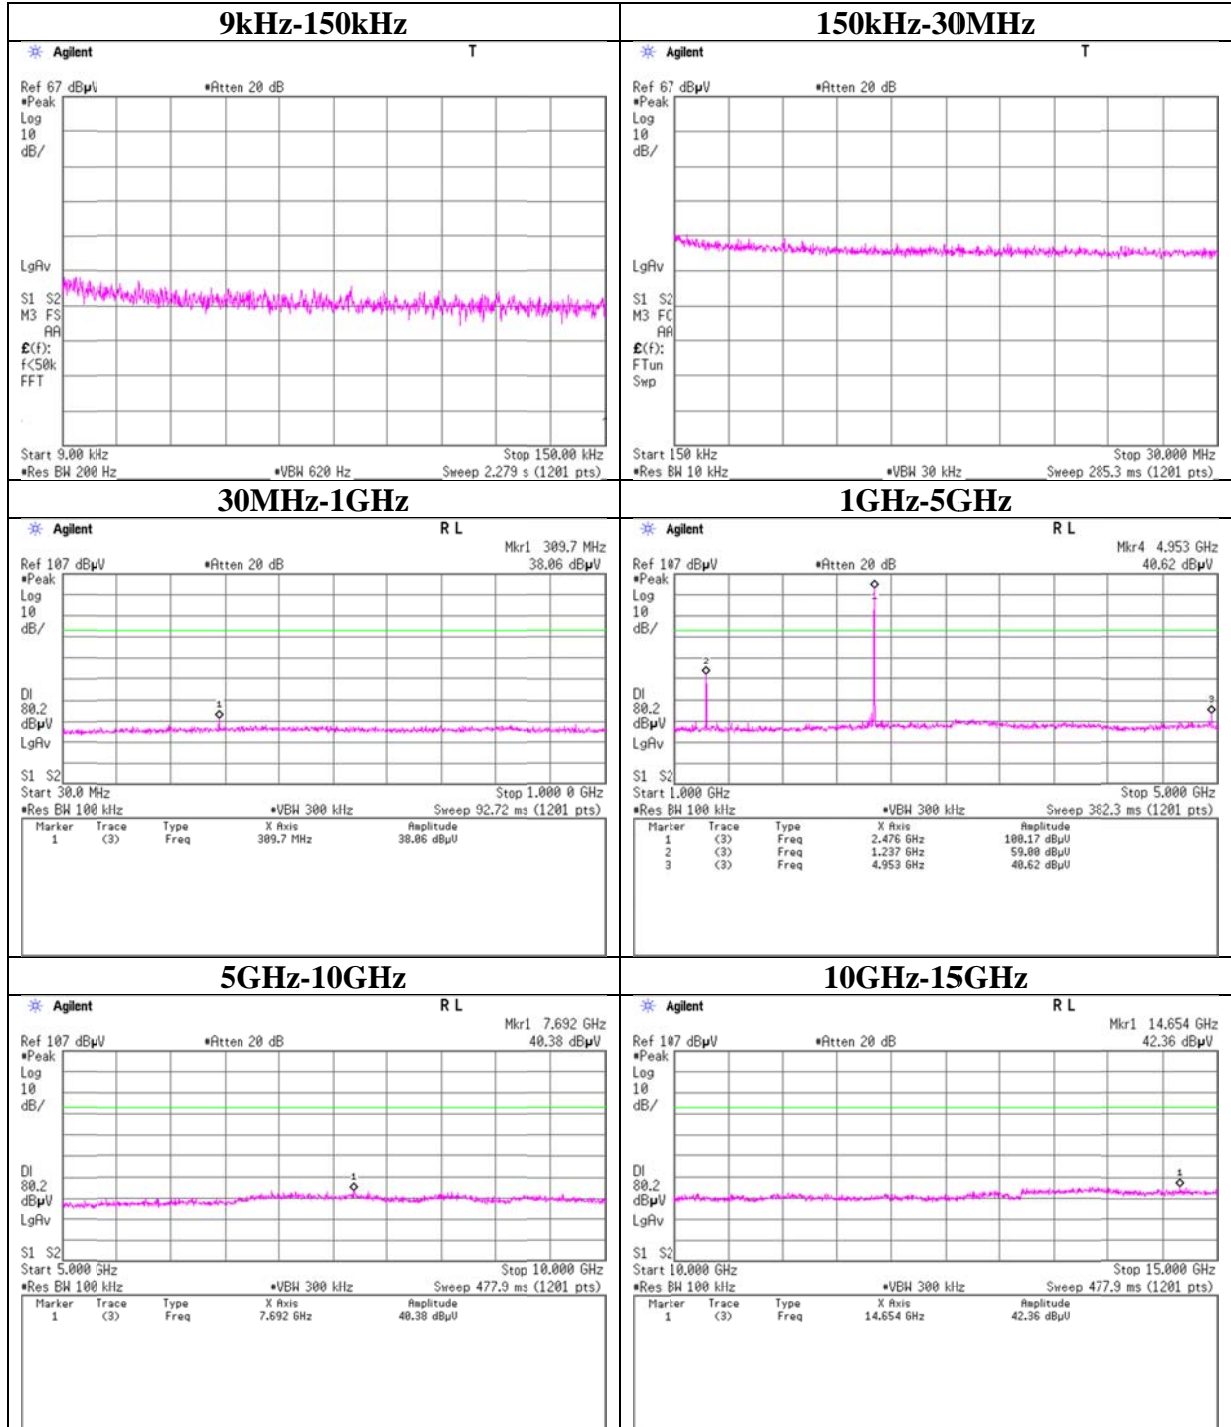 9kHz-150kHz
Agilent T
Ref 67 dBµV #Atten 20 dB
#Peak
Log
10
dB/
LgAv
S1 S2
M3 FS
AA
£(f):
f<50k
FFT
Start 9.00 kHz Stop 150.00 kHz
#Res BW 200 Hz #VBW 620 Hz Sweep 2.279 s (1201 pts)
150kHz-30MHz
Agilent T
Ref 67 dBµV #Atten 20 dB
#Peak
Log
10
dB/
LgAv
S1 S2
M3 FC
AA
£(f):
FTun
Swp
Start 150 kHz Stop 30.000 MHz
#Res BW 10 kHz #VBW 30 kHz Sweep 285.3 ms (1201 pts)
30MHz-1GHz
Agilent R L
Mkr1 309.7 MHz
Ref 107 dBµV #Atten 20 dB 38.06 dBµV
#Peak
Log
10
dB/
1
DI
80.2
dBµV
LgAv
S1 S2
Start 30.0 MHz Stop 1.000 0 GHz
#Res BW 100 kHz #VBW 300 kHz Sweep 92.72 ms (1201 pts)
Marker Trace Type X Axis Amplitude
1 (3) Freq 309.7 MHz 38.06 dBµV
1GHz-5GHz
Agilent R L
Mkr4 4.953 GHz
Ref 107 dBµV #Atten 20 dB 40.62 dBµV
#Peak
Log
10
dB/
1
2
3
DI
80.2
dBµV
LgAv
S1 S2
Start 1.000 GHz Stop 5.000 GHz
#Res BW 100 kHz #VBW 300 kHz Sweep 382.3 ms (1201 pts)
Marker Trace Type X Axis Amplitude
1 (3) Freq 2.476 GHz 100.17 dBµV
2 (3) Freq 1.237 GHz 59.00 dBµV
3 (3) Freq 4.953 GHz 40.62 dBµV
5GHz-10GHz
Agilent R L
Mkr1 7.692 GHz
Ref 107 dBµV #Atten 20 dB 40.38 dBµV
#Peak
Log
10
dB/
1
DI
80.2
dBµV
LgAv
S1 S2
Start 5.000 GHz Stop 10.000 GHz
#Res BW 100 kHz #VBW 300 kHz Sweep 477.9 ms (1201 pts)
Marker Trace Type X Axis Amplitude
1 (3) Freq 7.692 GHz 40.38 dBµV
10GHz-15GHz
Agilent R L
Mkr1 14.654 GHz
Ref 107 dBµV #Atten 20 dB 42.36 dBµV
#Peak
Log
10
dB/
1
DI
80.2
dBµV
LgAv
S1 S2
Start 10.000 GHz Stop 15.000 GHz
#Res BW 100 kHz #VBW 300 kHz Sweep 477.9 ms (1201 pts)
Marker Trace Type X Axis Amplitude
1 (3) Freq 14.654 GHz 42.36 dBµV